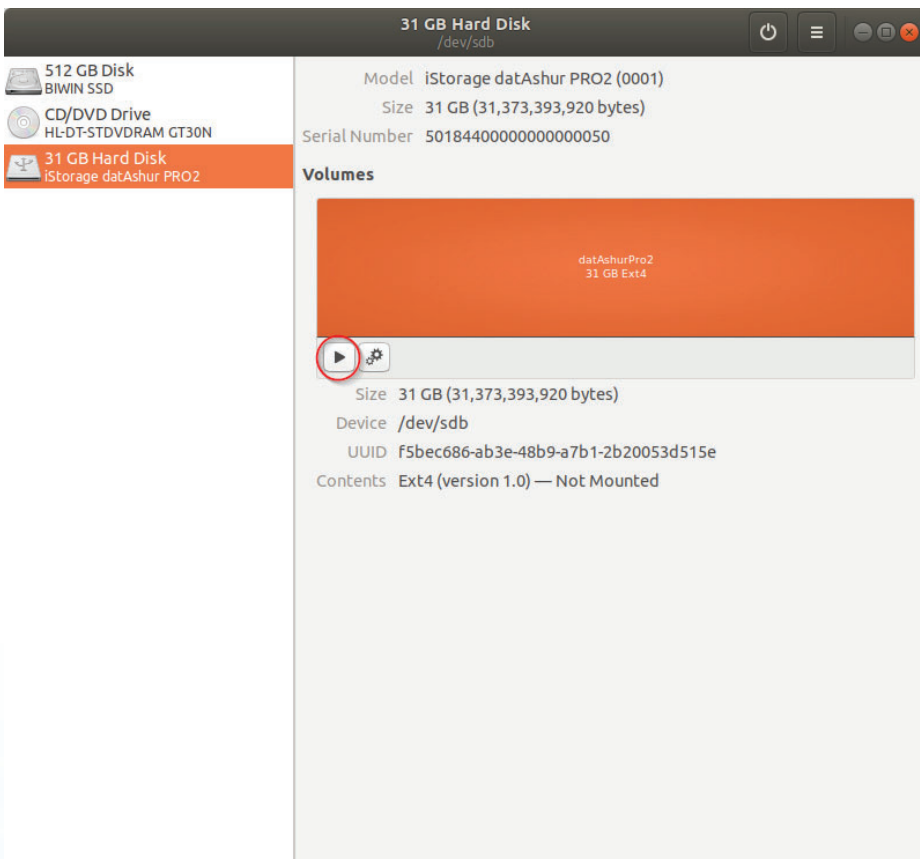 31 GB Hard Disk
/dev/sdb
512 GB Disk
BIWIN SSD
CD/DVD Drive
HL-DT-STDVDRAM GT30N
31 GB Hard Disk
iStorage datAshur PRO2
Model iStorage datAshur PRO2 (0001)
Size 31 GB (31,373,393,920 bytes)
Serial Number 50184400000000000050
Volumes
datAshurPro2
31 GB Ext4
Size 31 GB (31,373,393,920 bytes)
Device /dev/sdb
UUID f5bec686-ab3e-48b9-a7b1-2b20053d515e
Contents Ext4 (version 1.0) — Not Mounted